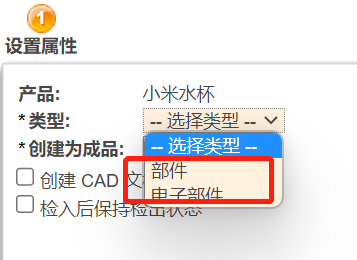 1
设置属性
产品: 小米水杯
*类型: -- 选择类型 --
*创建为成品: -- 选择类型 --
部件
创建 CAD 文
电子部件
检入后保持检出状态